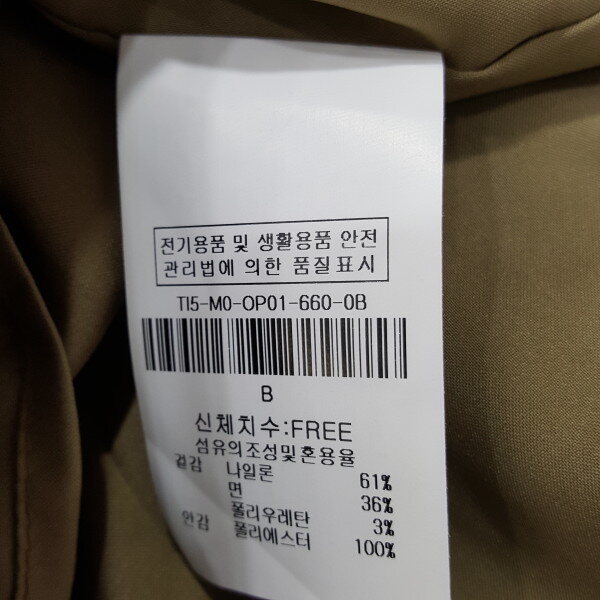 전기용품 및 생활용품 안전
관리법에 의한 품질표시
TI5-M0-OP01-660-0B
B
신체치수:FREE
섬유의조성및혼용율
겉감 나일론 61%
면 36%
폴리우레탄 3%
안감 폴리에스터 100%